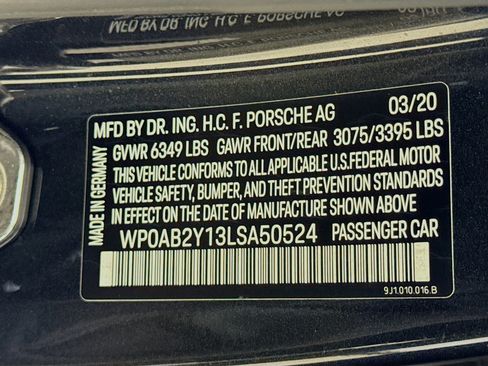 MFD BY DR. ING. H.C. F. PORSCHE AG 03/20
GVWR 6349 LBS GAWR FRONT/REAR 3075/3395 LBS
THIS VEHICLE CONFORMS TO ALL APPLICABLE U.S.FEDERAL MOTOR
VEHICLE SAFETY, BUMPER, AND THEFT PREVENTION STANDARDS
IN EFFECT ON THE DATE OF MANUFACTURE SHOWN ABOVE.
WP0AB2Y13LSA50524 PASSENGER CAR
9J1.010.016.B
MADE IN GERMANY